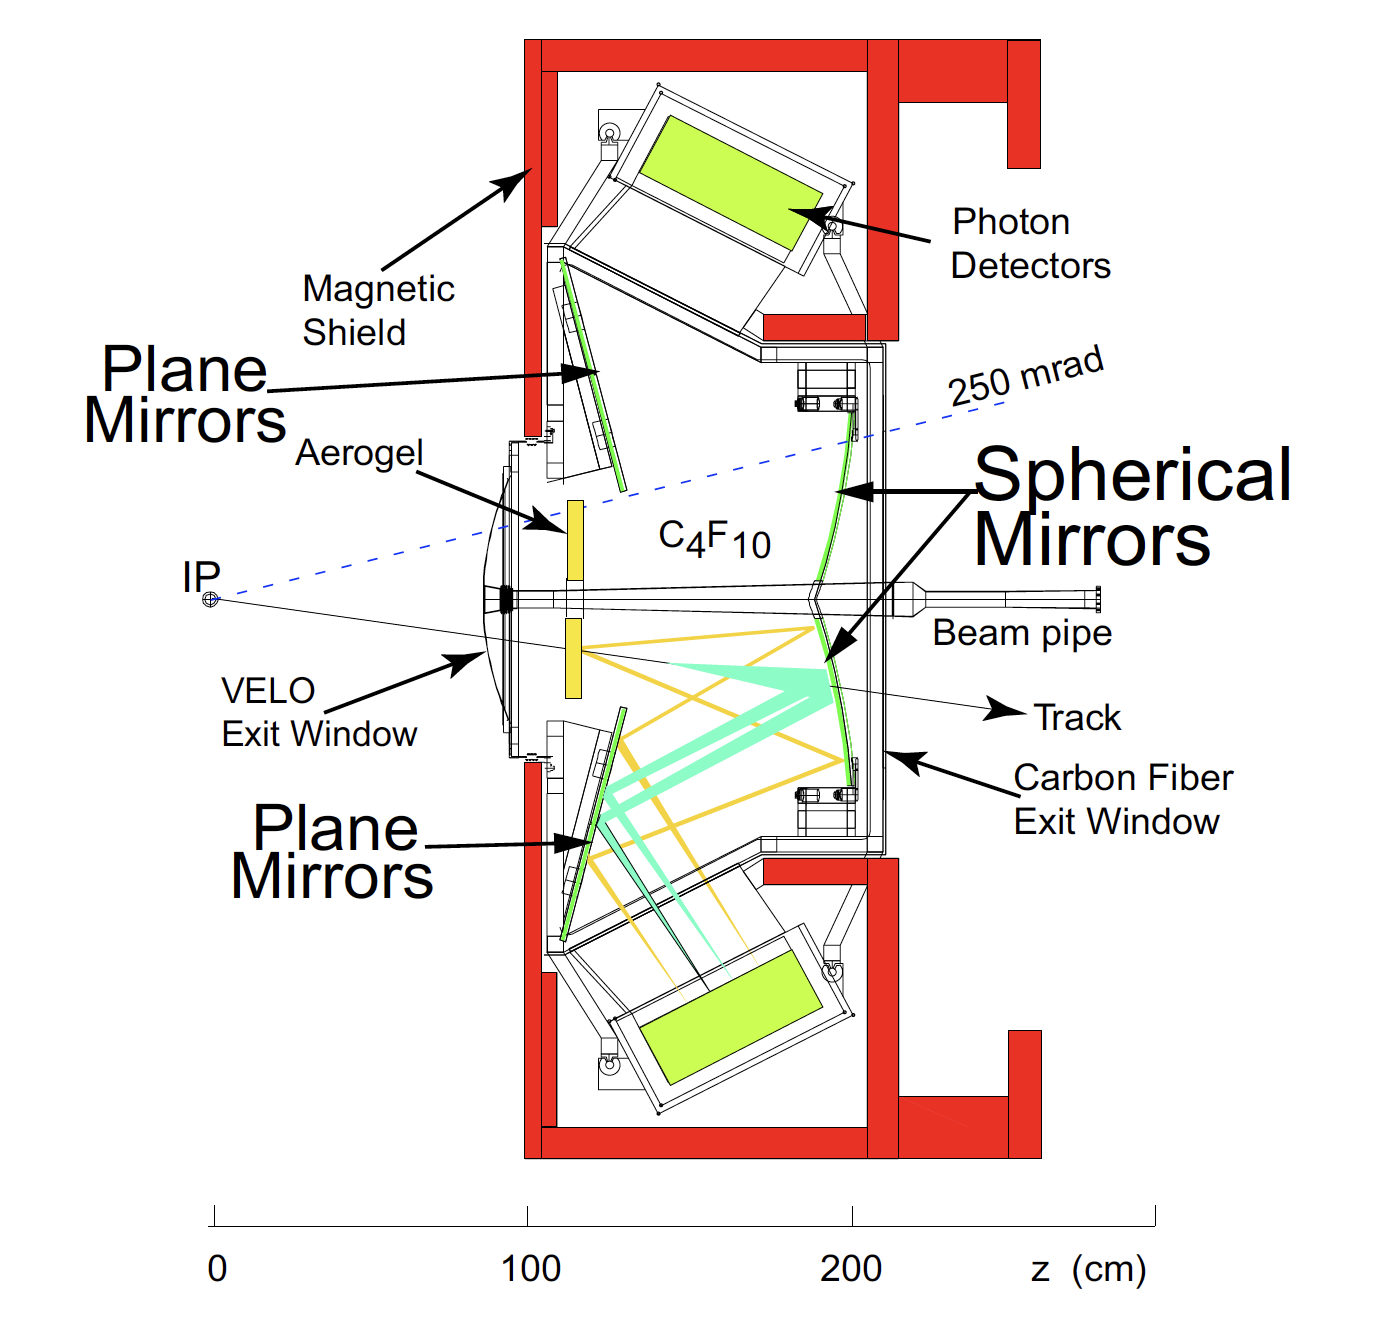 Photon
Detectors
Magnetic
Shield
Plane
Mirrors
250 mrad
Aerogel
Spherical
Mirrors
C4F10
IP
Beam pipe
VELO
Exit Window
Track
Carbon Fiber
Exit Window
Plane
Mirrors
0 100 200 z (cm)